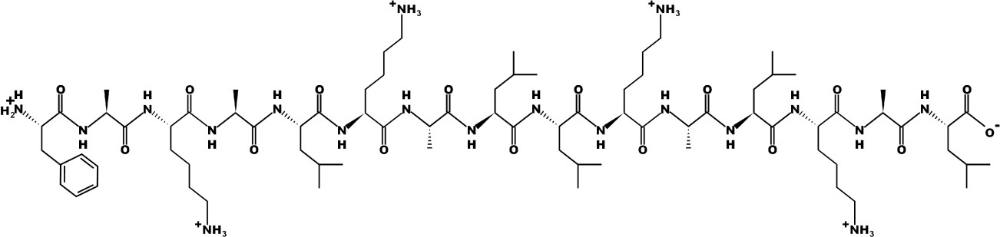 +NH3 +NH3
H O H O H O H O H O H O H O H O
+H2N N N N N N N N
N N N N N N N O-
H O H O H O H O H O H O H O
+NH3 +NH3